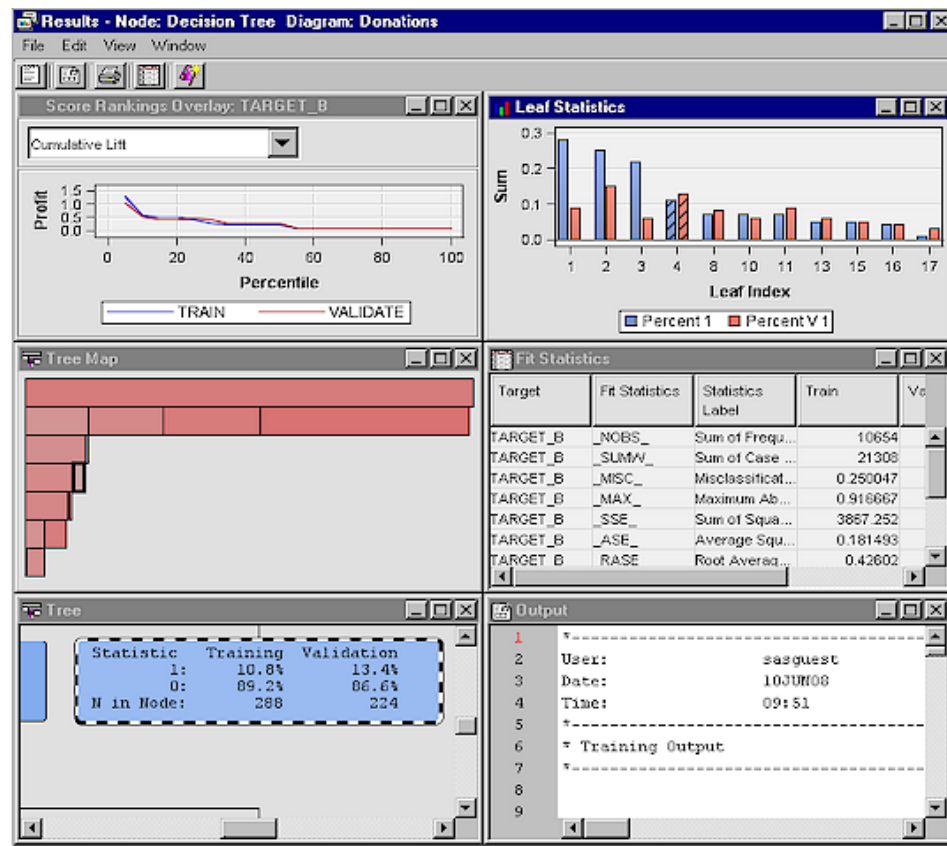 Results - Node: Decision Tree Diagram: Donations
File Edit View Window
Score Rankings Overlay: TARGET_B
Cumulative Lift
Profit
1.5
1.0
0.5
0.0
0 20 40 60 80 100
Percentile
TRAIN VALIDATE
Leaf Statistics
Sum
0.3
0.2
0.1
0.0
1 2 3 4 8 10 11 13 15 16 17
Leaf Index
Percent 1 Percent V 1
Tree Map
Fit Statistics
Target Fit Statistics Statistics Label Train Va
TARGET_B _NOBS_ Sum of Frequ... 10654
TARGET_B _SUMW_ Sum of Case ... 21308
TARGET_B _MISC_ Misclassificat... 0.250047
TARGET_B _MAX_ Maximum Ab... 0.916667
TARGET_B _SSE_ Sum of Squa... 3867.252
TARGET_B _ASE_ Average Squ... 0.181493
TARGET_B RASE Root Averag... 0.42602
Tree
Statistic Training Validation
1: 10.8% 13.4%
0: 89.2% 86.6%
N in Node: 288 224
Output
1 *----------------------------------------
2 User: sasguest
3 Date: 10JUN08
4 Time: 09:51
5 *----------------------------------------
6 * Training Output
7 *----------------------------------------
8
9